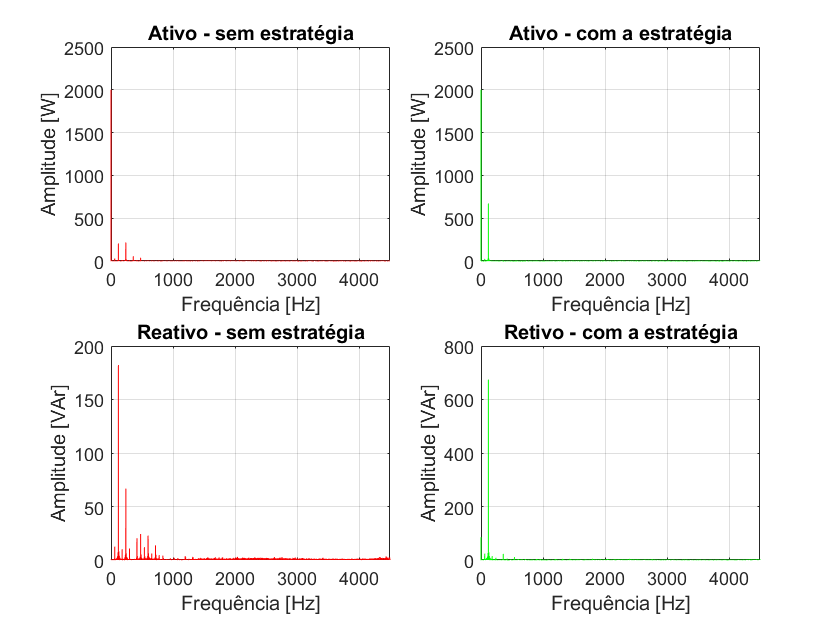 Ativo - sem estratégia
2500
2000
1500
1000
500
0
Amplitude [W]
0 1000 2000 3000 4000
Frequência [Hz]
Ativo - com a estratégia
2500
2000
1500
1000
500
0
Amplitude [W]
0 1000 2000 3000 4000
Frequência [Hz]
Reativo - sem estratégia
200
150
100
50
0
Amplitude [VAr]
0 1000 2000 3000 4000
Frequência [Hz]
Retivo - com a estratégia
800
600
400
200
0
Amplitude [VAr]
0 1000 2000 3000 4000
Frequência [Hz]